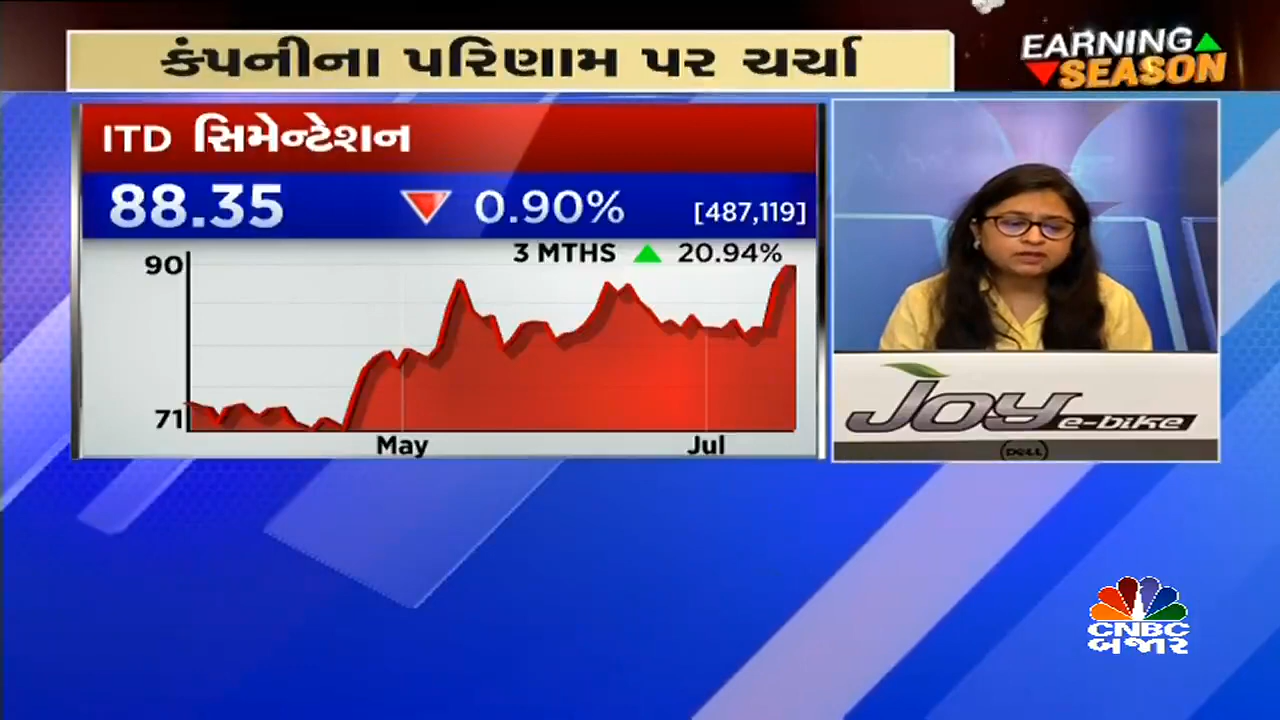 કંપનીના પરિણામ પર ચર્ચા
EARNING
SEASON
ITD સિમેન્ટેશન
88.35 0.90% [487,119]
3 MTHS 20.94%
90
71
May Jul
Joy
e-bike
DELL
CNBC
બજાર